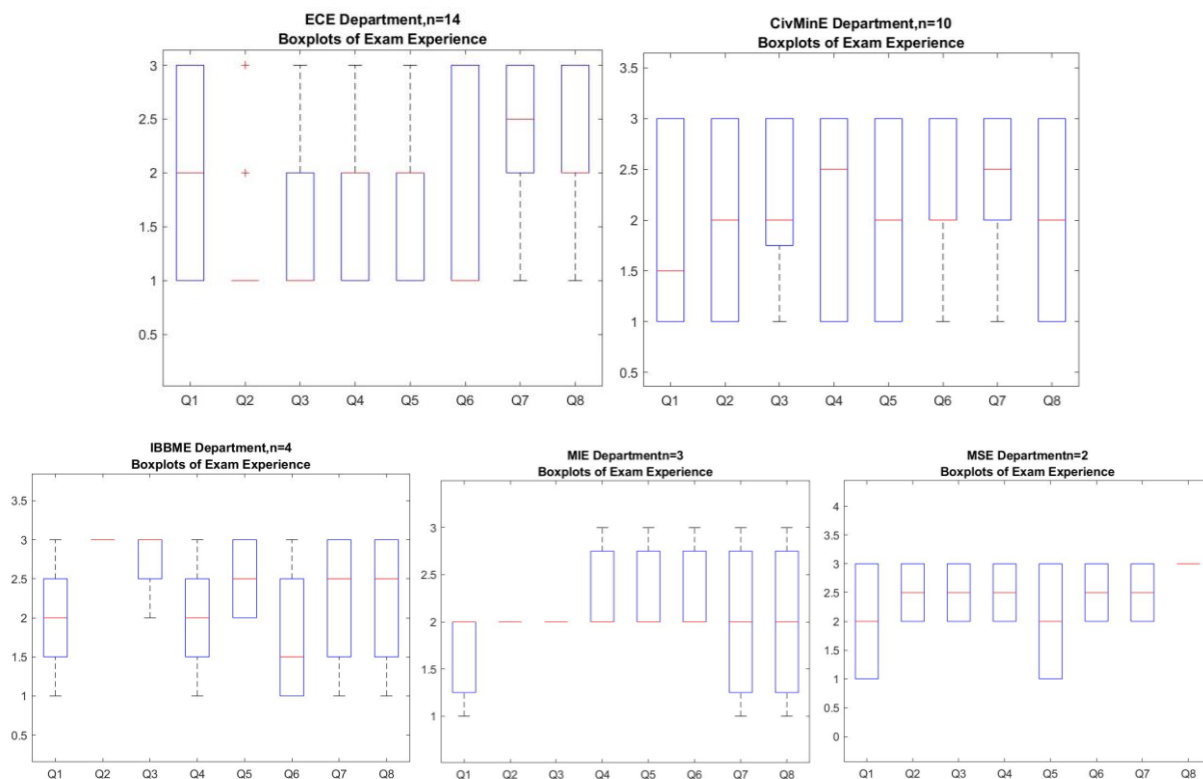 ECE Department,n=14
Boxplots of Exam Experience
3
2.5
2
1.5
1
0.5
Q1 Q2 Q3 Q4 Q5 Q6 Q7 Q8
CivMinE Department,n=10
Boxplots of Exam Experience
3.5
3
2.5
2
1.5
1
0.5
Q1 Q2 Q3 Q4 Q5 Q6 Q7 Q8
IBBME Department,n=4
Boxplots of Exam Experience
3.5
3
2.5
2
1.5
1
0.5
Q1 Q2 Q3 Q4 Q5 Q6 Q7 Q8
MIE Departmentn=3
Boxplots of Exam Experience
3
2.5
2
1.5
1
Q1 Q2 Q3 Q4 Q5 Q6 Q7 Q8
MSE Departmentn=2
Boxplots of Exam Experience
4
3.5
3
2.5
2
1.5
1
0.5
0
Q1 Q2 Q3 Q4 Q5 Q6 Q7 Q8